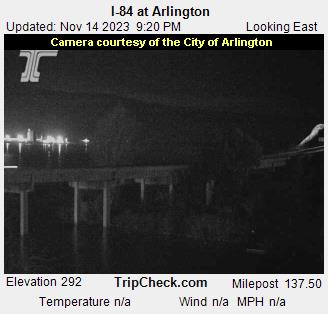 I-84 at Arlington
Updated: Nov 14 2023 9:20 PM Looking East
Camera courtesy of the City of Arlington
Elevation 292 TripCheck.com Milepost 137.50
Temperature n/a Wind n/a MPH n/a